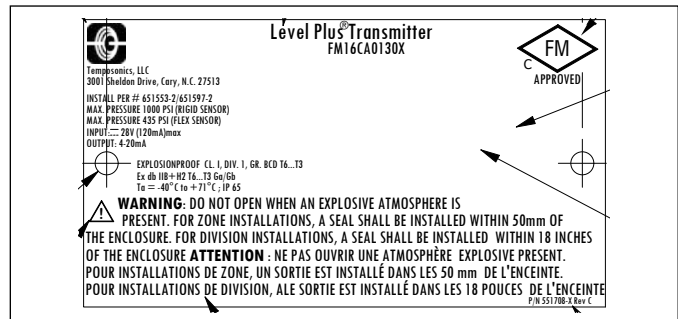 Level Plus® Transmitter
FM16CA0130X
C FM
APPROVED
Temposonics, LLC
3001 Sheldon Drive, Cary, N.C. 27513
INSTALL PER # 651553-2/651597-2
MAX. PRESSURE 1000 PSI (RIGID SENSOR)
MAX. PRESSURE 435 PSI (FLEX SENSOR)
INPUT: ⎓ 28V (120mA)max
OUTPUT: 4-20mA
EXPLOSIONPROOF CL. I, DIV. 1, GR. BCD T6...T3
Ex db IIB+H2 T6...T3 Ga/Gb
Ta = -40°C to +71°C ; IP 65
WARNING: DO NOT OPEN WHEN AN EXPLOSIVE ATMOSPHERE IS
PRESENT. FOR ZONE INSTALLATIONS, A SEAL SHALL BE INSTALLED WITHIN 50mm OF
THE ENCLOSURE. FOR DIVISION INSTALLATIONS, A SEAL SHALL BE INSTALLED WITHIN 18 INCHES
OF THE ENCLOSURE ATTENTION : NE PAS OUVRIR UNE ATMOSPHÈRE EXPLOSIVE PRESENT.
POUR INSTALLATIONS DE ZONE, UN SORTIE EST INSTALLÉ DANS LES 50 mm DE L'ENCEINTE.
POUR INSTALLATIONS DE DIVISION, ALE SORTIE EST INSTALLÉ DANS LES 18 POUCES DE L'ENCEINTE
P/N 551708-X Rev C